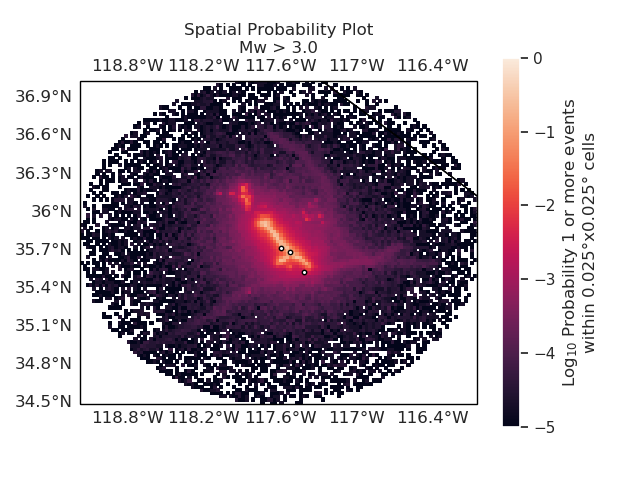 Spatial Probability Plot
Mw > 3.0
118.8°W 118.2°W 117.6°W 117°W 116.4°W
36.9°N
36.6°N
36.3°N
36°N
35.7°N
35.4°N
35.1°N
34.8°N
34.5°N
118.8°W 118.2°W 117.6°W 117°W 116.4°W
0
−1
−2
−3
−4
−5
Log₁₀ Probability 1 or more events
within 0.025°x0.025° cells